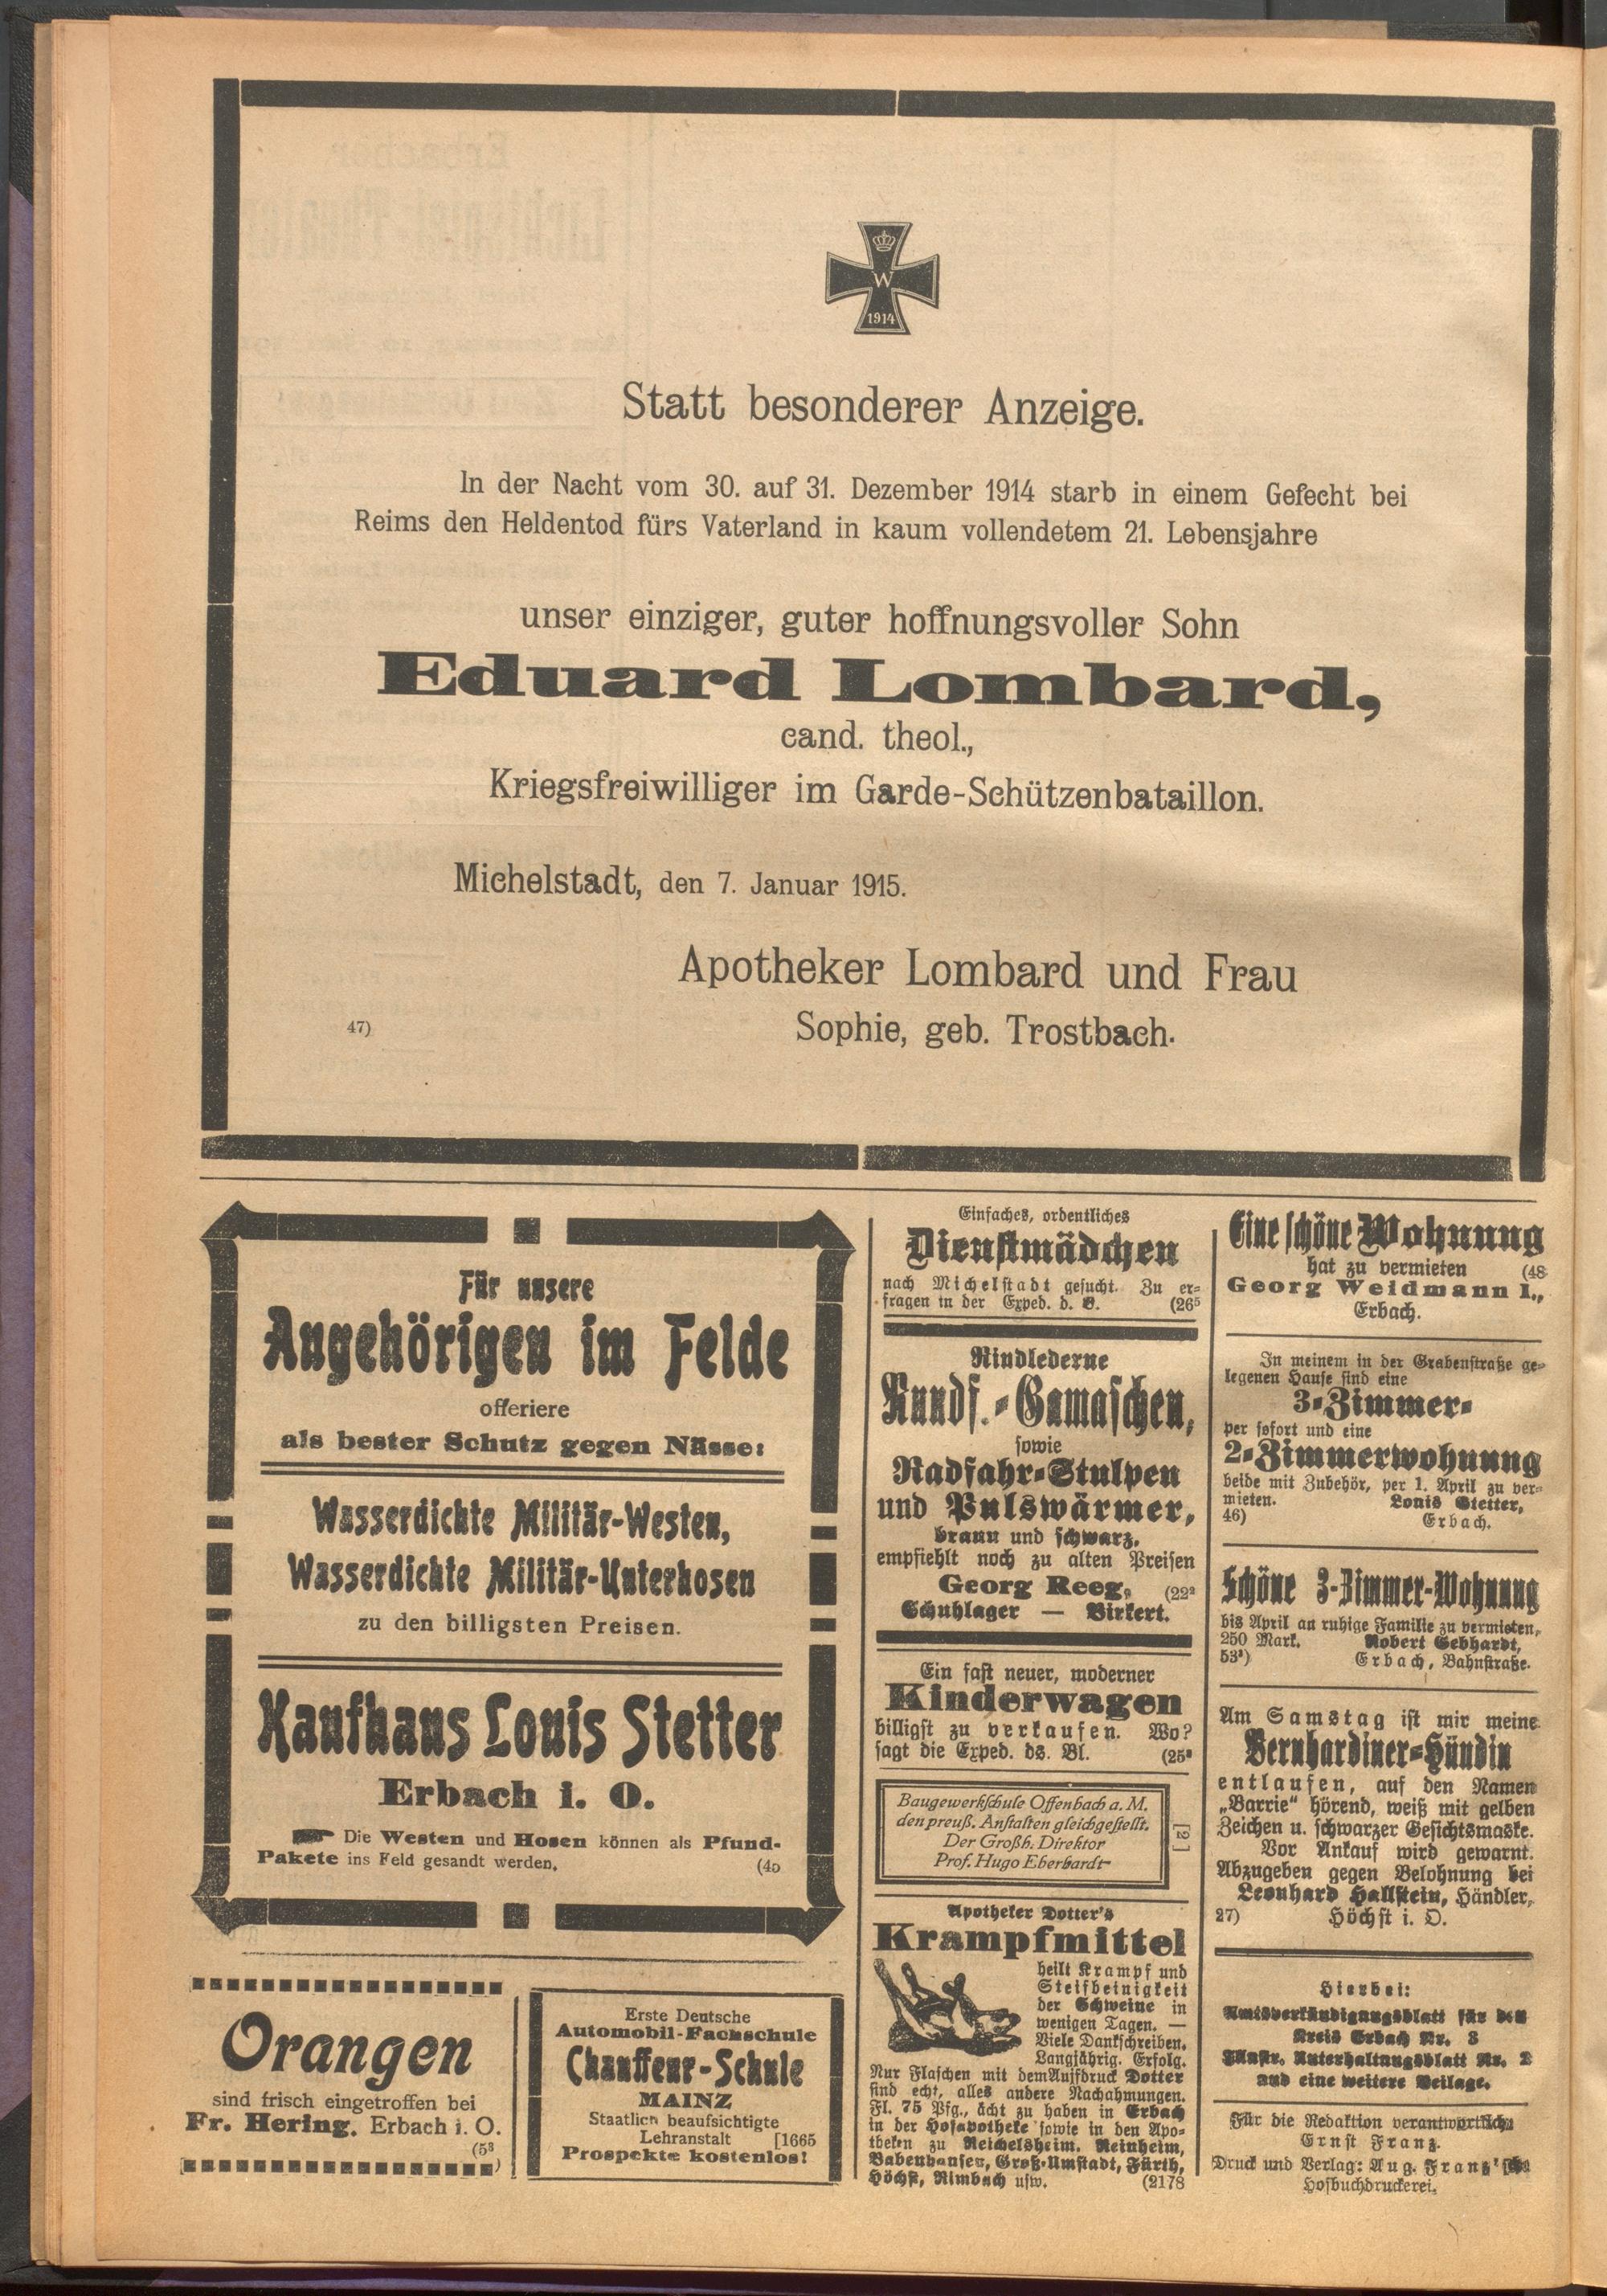 W
1914
Statt besonderer Anzeige.
In der Nacht vom 30. auf 31. Dezember 1914 starb in einem Gefecht bei
Reims den Heldentod fürs Vaterland in kaum vollendetem 21. Lebensjahre
unser einziger, guter hoffnungsvoller Sohn
Eduard Lombard,
cand. theol.,
Kriegsfreiwilliger im Garde-Schützenbataillon.
Michelstadt, den 7. Januar 1915.
Apotheker Lombard und Frau
47)
Sophie, geb. Trostbach.
Für unsere
Angehörigen im Felde
offeriere
als bester Schutz gegen Nässe:
Wasserdichte Militär-Westen,
Wasserdichte Militär-Unterhosen
zu den billigsten Preisen.
Kaufhaus Louis Stetter
Erbach i. O.
Die Westen und Hosen können als Pfund-
Pakete ins Feld gesandt werden.
Orangen
sind frisch eingetroffen bei
Fr. Hering, Erbach i. O.
Erste Deutsche
Automobil-Fachschule
Chauffeur-Schule
MAINZ
Staatlich beaufsichtigte
Lehranstalt [1665
Prospekte kostenlos!
Einfaches, ordentliches
Dienstmädchen
nach Michelstadt gesucht. Zu er-
fragen in der Exped. d. B. (26⁵
Rindlederne
Rundf.-Gamaschen,
sowie
Radfahr-Stulpen
und Pulswärmer,
braun und schwarz,
empfiehlt noch zu alten Preisen
Georg Reeg, (22²
Schuhlager — Birkert.
Ein fast neuer, moderner
Kinderwagen
billigst zu verkaufen. Wo?
sagt die Exped. ds. Bl.
Baugewerkschule Offenbach a. M.
den preuß. Anstalten gleichgestellt.
Der Großh. Direktor
Prof. Hugo Eberhardt
[2]
Apotheker Dotter's
Krampfmittel
heilt Krampf und
Steifbeinigkeit
der Schweine in
wenigen Tagen. —
Viele Dankschreiben.
Langjährig. Erfolg.
Nur Flaschen mit dem Aufdruck Dotter
sind echt, alles andere Nachahmungen.
Fl. 75 Pfg., ächt zu haben in Erbach
in der Hofapotheke sowie in den Apo-
theken zu Reichelsheim, Reinheim,
Babenhausen, Groß-Umstadt, Fürth,
Höchst, Rimbach usw. (2178
Eine schöne Wohnung
hat zu vermieten (48
Georg Weidmann I.,
Erbach.
In meinem in der Grabenstraße ge-
legenen Hause sind eine
3-Zimmer-
per sofort und eine
2-Zimmerwohnung
beide mit Zubehör, per 1. April zu ver-
mieten. Louis Stetter,
46) Erbach.
Schöne 3-Zimmer-Wohnung
bis April an ruhige Familie zu vermieten,
250 Mark. Robert Gebhardt,
53²) Erbach, Bahnstraße.
Am Samstag ist mir meine
Bernhardiner-Hündin
entlaufen, auf den Namen
„Barrie“ hörend, weiß mit gelben
Zeichen u. schwarzer Gesichtsmaske.
Vor Ankauf wird gewarnt.
Abzugeben gegen Belohnung bei
Leonhard Hallstein, Händler,
27) Höchst i. O.
Hierbei:
Amtsverkündigungsblatt für den
Kreis Erbach Nr. 3
Illustr. Unterhaltungsblatt Nr. 2
und eine weitere Beilage.
Für die Redaktion verantwortlich:
Ernst Franz.
Druck und Verlag: Aug. Franz'sche
Hofbuchdruckerei.